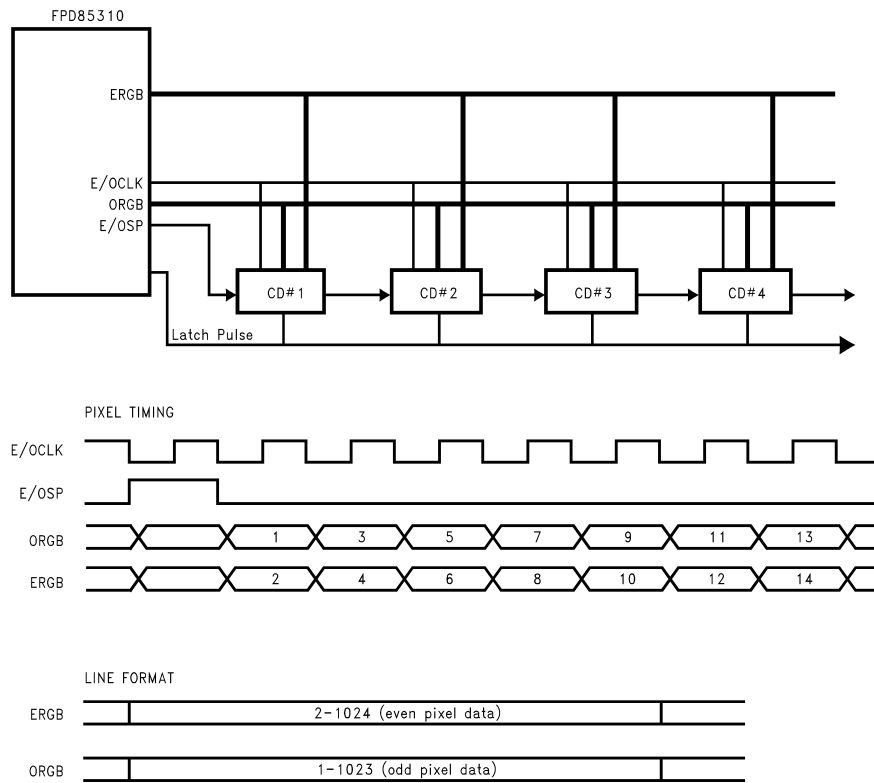 FPD85310
ERGB
E/OCLK
ORGB
E/OSP
CD#1 CD#2 CD#3 CD#4
Latch Pulse
PIXEL TIMING
E/OCLK
E/OSP
ORGB 1 3 5 7 9 11 13
ERGB 2 4 6 8 10 12 14
LINE FORMAT
ERGB 2-1024 (even pixel data)
ORGB 1-1023 (odd pixel data)